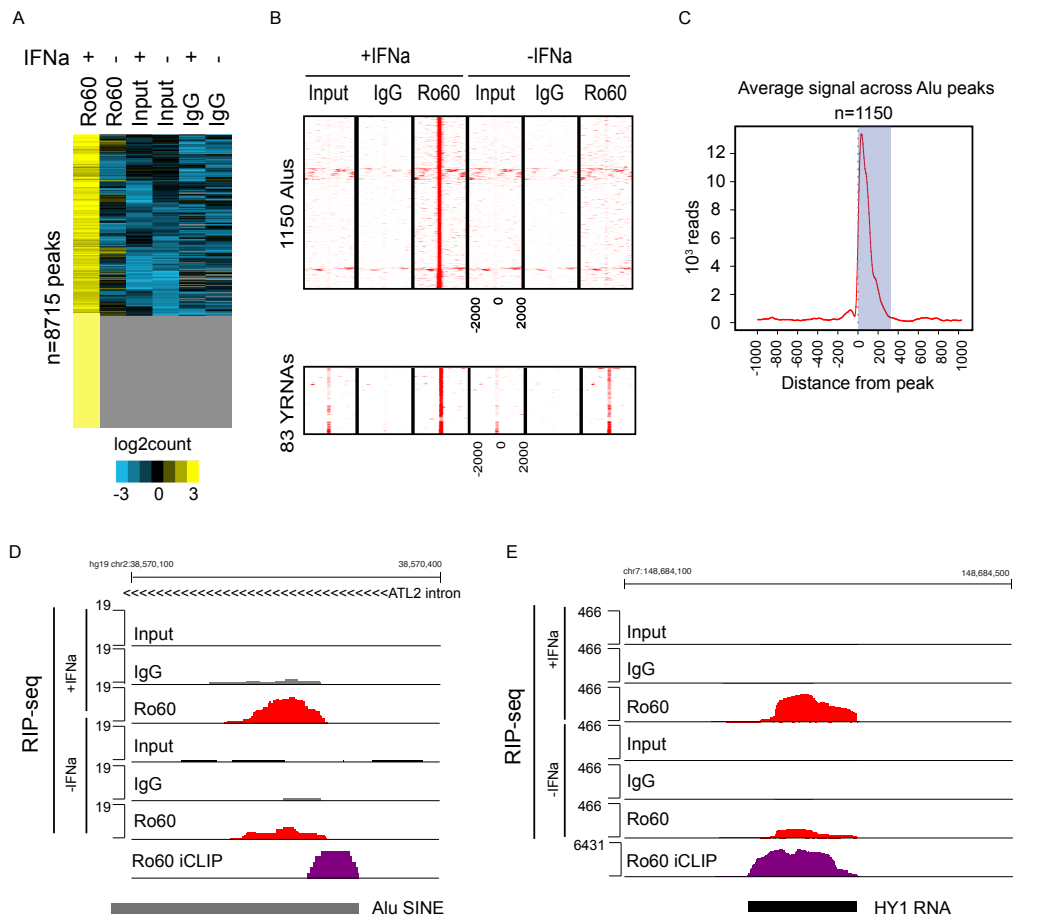 A
IFNa + - + - + -
Ro60 Ro60 Input Input IgG IgG
n=8715 peaks
log2count
-3 0 3
B
+IFNa -IFNa
Input IgG Ro60 Input IgG Ro60
1150 Alus
-2000 0 2000
83 YRNAs
-2000 0 2000
C
Average signal across Alu peaks
n=1150
10³ reads
12
10
8
6
4
2
0
-1000 -800 -600 -400 -200 0 200 400 600 800 1000
Distance from peak
D
hg19 chr2:38,570,100 38,570,400
<<<<<<<<<<<<<<<<<<<<<<<<<<<<<<<<ATL2 intron
RIP-seq
+IFNa
19 Input
19 IgG
19 Ro60
-IFNa
19 Input
19 IgG
19 Ro60
Ro60 iCLIP
Alu SINE
E
chr7:148,684,100 148,684,500
RIP-seq
+IFNa
466 Input
466 IgG
466 Ro60
-IFNa
466 Input
466 IgG
466 Ro60
6431 Ro60 iCLIP
HY1 RNA